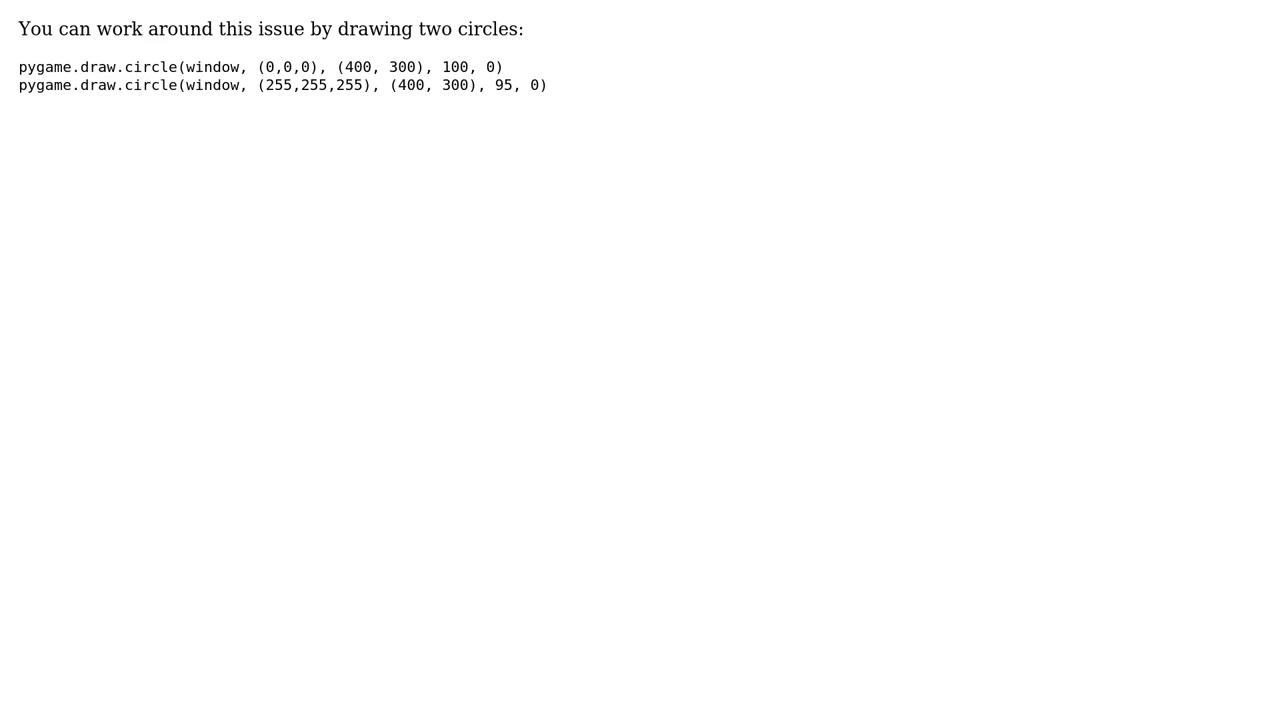 You can work around this issue by drawing two circles:
pygame.draw.circle(window, (0,0,0), (400, 300), 100, 0)
pygame.draw.circle(window, (255,255,255), (400, 300), 95, 0)